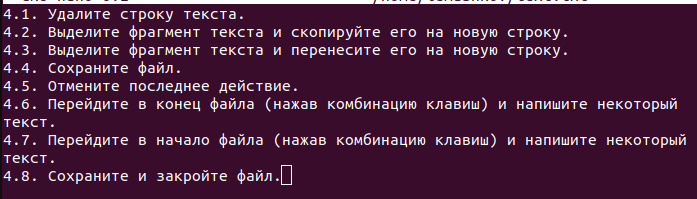 4.1. Удалите строку текста.
4.2. Выделите фрагмент текста и скопируйте его на новую строку.
4.3. Выделите фрагмент текста и перенесите его на новую строку.
4.4. Сохраните файл.
4.5. Отмените последнее действие.
4.6. Перейдите в конец файла (нажав комбинацию клавиш) и напишите некоторый
текст.
4.7. Перейдите в начало файла (нажав комбинацию клавиш) и напишите некоторый
текст.
4.8. Сохраните и закройте файл.